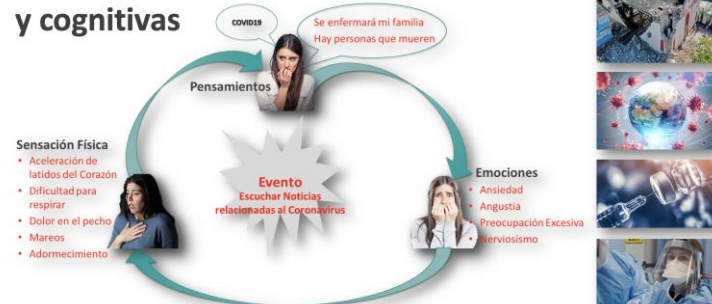 y cognitivas
COVID19
Se enfermará mi familia
Hay personas que mueren
Pensamientos
Sensación Física
• Aceleración de
latidos del Corazón
• Dificultad para
respirar
• Dolor en el pecho
• Mareos
• Adormecimiento
Evento
Escuchar Noticias
relacionadas al Coronavirus
Emociones
• Ansiedad
• Angustia
• Preocupación Excesiva
• Nerviosismo